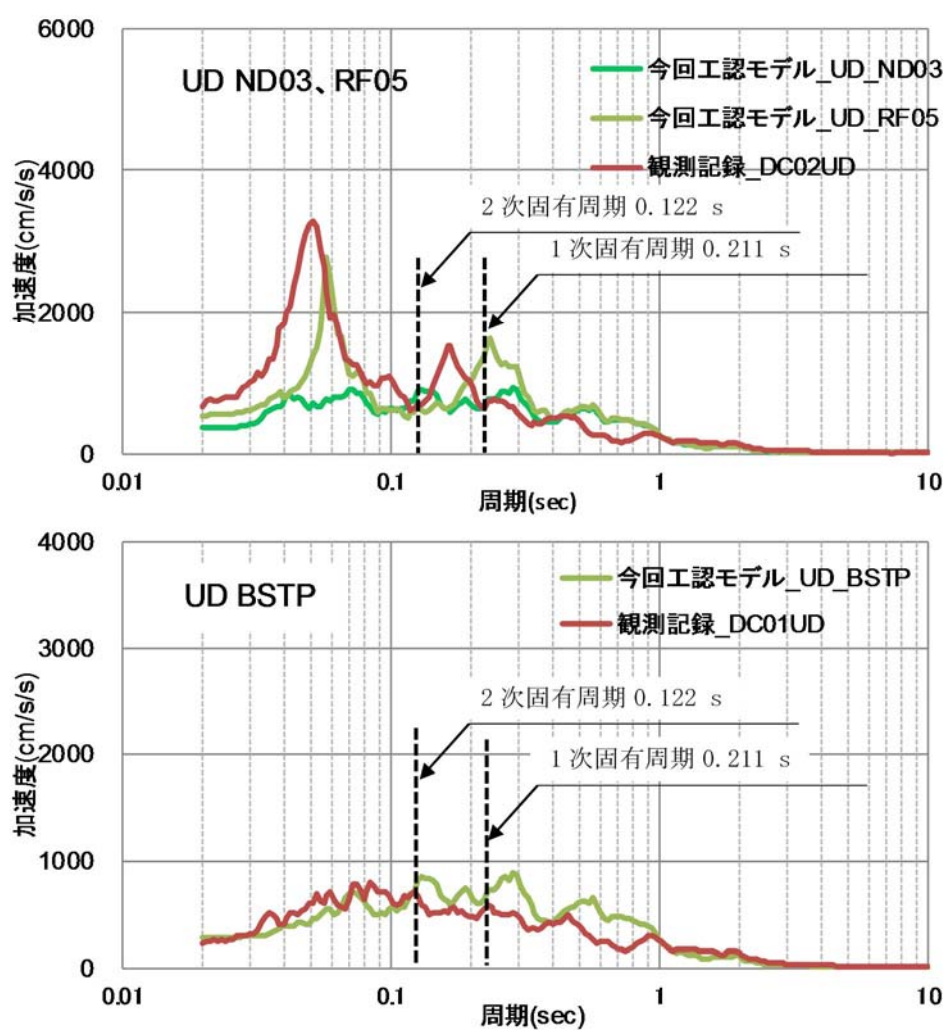 6000
4000
2000
0
加速度(cm/s/s)
UD ND03、RF05
今回工認モデル_UD_ND03
今回工認モデル_UD_RF05
観測記録_DC02UD
2 次固有周期 0.122 s
1 次固有周期 0.211 s
0.01
0.1
1
10
周期(sec)
4000
3000
2000
1000
0
加速度(cm/s/s)
UD BSTP
今回工認モデル_UD_BSTP
観測記録_DC01UD
2 次固有周期 0.122 s
1 次固有周期 0.211 s
0.01
0.1
1
10
周期(sec)